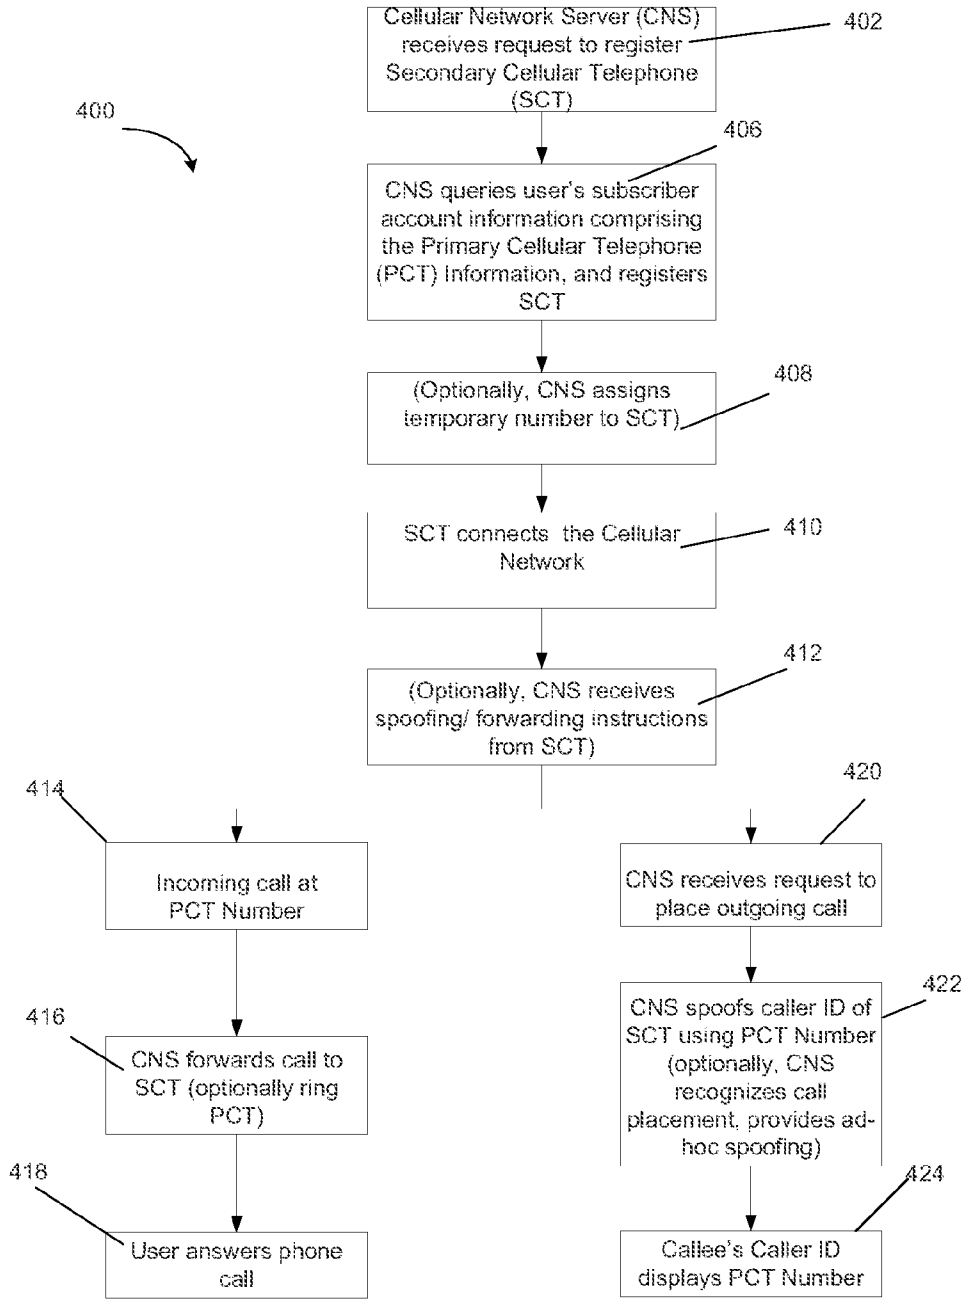 Cellular Network Server (CNS)
receives request to register
Secondary Cellular Telephone
(SCT)
402
400
406
CNS queries user's subscriber
account information comprising
the Primary Cellular Telephone
(PCT) Information, and registers
SCT
408
(Optionally, CNS assigns
temporary number to SCT)
410
SCT connects the Cellular
Network
412
(Optionally, CNS receives
spoofing/ forwarding instructions
from SCT)
414
Incoming call at
PCT Number
416
CNS forwards call to
SCT (optionally ring
PCT)
418
User answers phone
call
420
CNS receives request to
place outgoing call
422
CNS spoofs caller ID of
SCT using PCT Number
(optionally, CNS
recognizes call
placement, provides ad-
hoc spoofing)
424
Callee's Caller ID
displays PCT Number